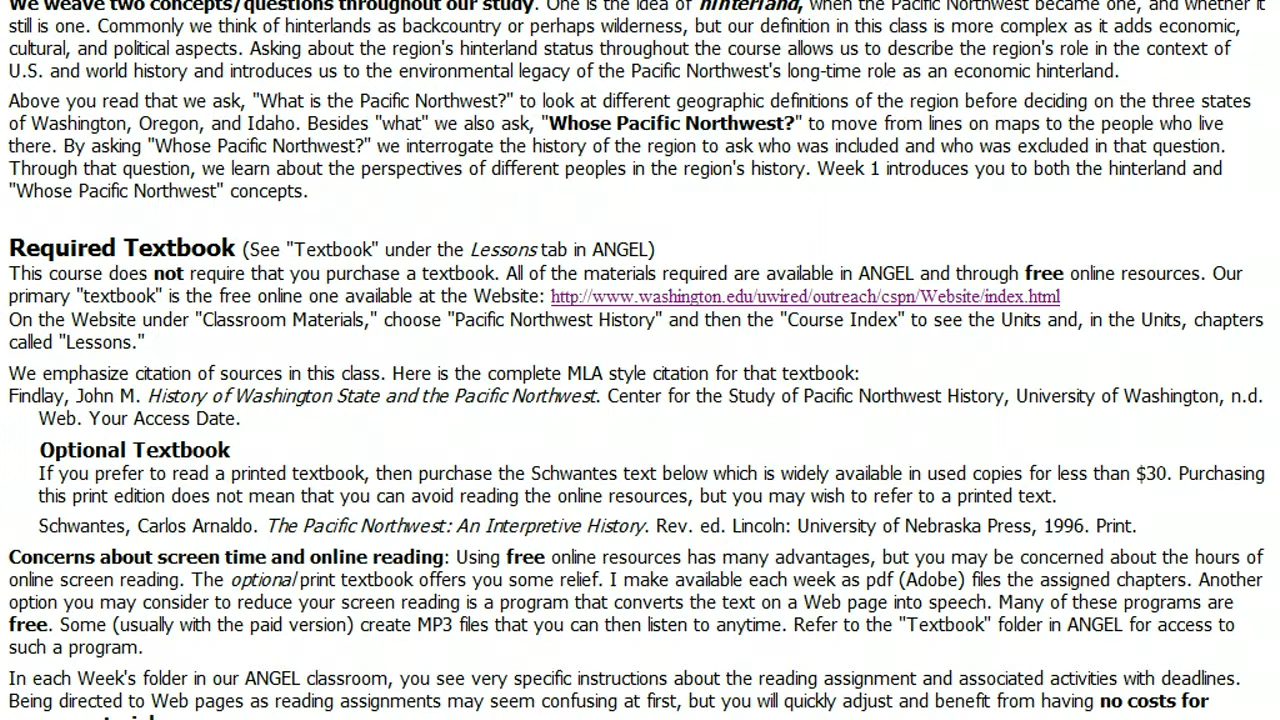 We weave two concepts/questions throughout our study. One is the idea of hinterland, when the Pacific Northwest became one, and whether it
still is one. Commonly we think of hinterlands as backcountry or perhaps wilderness, but our definition in this class is more complex as it adds economic,
cultural, and political aspects. Asking about the region's hinterland status throughout the course allows us to describe the region's role in the context of
U.S. and world history and introduces us to the environmental legacy of the Pacific Northwest's long-time role as an economic hinterland.
Above you read that we ask, "What is the Pacific Northwest?" to look at different geographic definitions of the region before deciding on the three states
of Washington, Oregon, and Idaho. Besides "what" we also ask, "Whose Pacific Northwest?" to move from lines on maps to the people who live
there. By asking "Whose Pacific Northwest?" we interrogate the history of the region to ask who was included and who was excluded in that question.
Through that question, we learn about the perspectives of different peoples in the region's history. Week 1 introduces you to both the hinterland and
"Whose Pacific Northwest" concepts.
Required Textbook (See "Textbook" under the Lessons tab in ANGEL)
This course does not require that you purchase a textbook. All of the materials required are available in ANGEL and through free online resources. Our
primary "textbook" is the free online one available at the Website: http://www.washington.edu/uwired/outreach/cspn/Website/index.html
On the Website under "Classroom Materials," choose "Pacific Northwest History" and then the "Course Index" to see the Units and, in the Units, chapters
called "Lessons."
We emphasize citation of sources in this class. Here is the complete MLA style citation for that textbook:
Findlay, John M. History of Washington State and the Pacific Northwest. Center for the Study of Pacific Northwest History, University of Washington, n.d.
Web. Your Access Date.
Optional Textbook
If you prefer to read a printed textbook, then purchase the Schwantes text below which is widely available in used copies for less than $30. Purchasing
this print edition does not mean that you can avoid reading the online resources, but you may wish to refer to a printed text.
Schwantes, Carlos Arnaldo. The Pacific Northwest: An Interpretive History. Rev. ed. Lincoln: University of Nebraska Press, 1996. Print.
Concerns about screen time and online reading: Using free online resources has many advantages, but you may be concerned about the hours of
online screen reading. The optional print textbook offers you some relief. I make available each week as pdf (Adobe) files the assigned chapters. Another
option you may consider to reduce your screen reading is a program that converts the text on a Web page into speech. Many of these programs are
free. Some (usually with the paid version) create MP3 files that you can then listen to anytime. Refer to the "Textbook" folder in ANGEL for access to
such a program.
In each Week's folder in our ANGEL classroom, you see very specific instructions about the reading assignment and associated activities with deadlines.
Being directed to Web pages as reading assignments may seem confusing at first, but you will quickly adjust and benefit from having no costs for